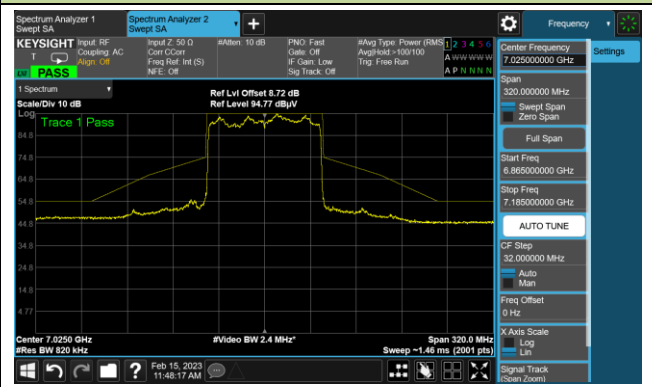 Spectrum Analyzer 1
Swept SA
Spectrum Analyzer 2
Swept SA
Frequency
KEYSIGHT
Input: RF
Coupling: AC
Align: Off
Input Z: 50 Ω
Corr CCorr
Freq Ref: Int (S)
NFE: Off
#Atten: 10 dB
PNO: Fast
Gate: Off
IF Gain: Low
Sig Track: Off
#Avg Type: Power (RMS
Avg|Hold:>100/100
Trig: Free Run
1 2 3 4 5 6
A W W W W W
A P N N N N
T
PASS
1 Spectrum
Scale/Div 10 dB
Ref Lvl Offset 8.72 dB
Ref Level 94.77 dBµV
Log
Trace 1 Pass
84.8
74.8
64.8
54.8
44.8
34.8
24.8
14.8
4.77
Center 7.0250 GHz
#Res BW 820 kHz
#Video BW 2.4 MHz*
Span 320.0 MHz
Sweep ~1.46 ms (2001 pts)
Center Frequency
7.025000000 GHz
Settings
Span
320.000000 MHz
Swept Span
Zero Span
Full Span
Start Freq
6.865000000 GHz
Stop Freq
7.185000000 GHz
AUTO TUNE
CF Step
32.000000 MHz
Auto
Man
Freq Offset
0 Hz
X Axis Scale
Log
Lin
Signal Track
(Span Zoom)
?
Feb 15, 2023
11:48:17 AM